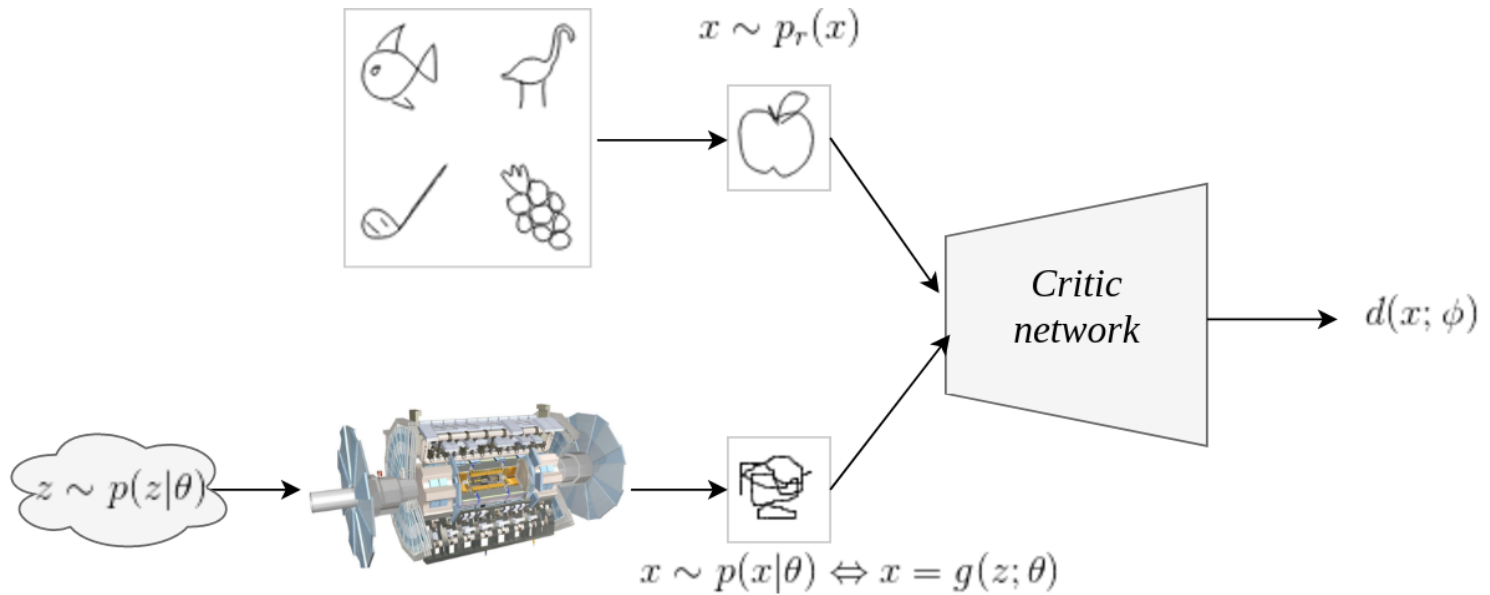 x ∼ p_r(x)
Critic
network
d(x; ϕ)
z ∼ p(z|θ)
x ∼ p(x|θ) ⇔ x = g(z; θ)